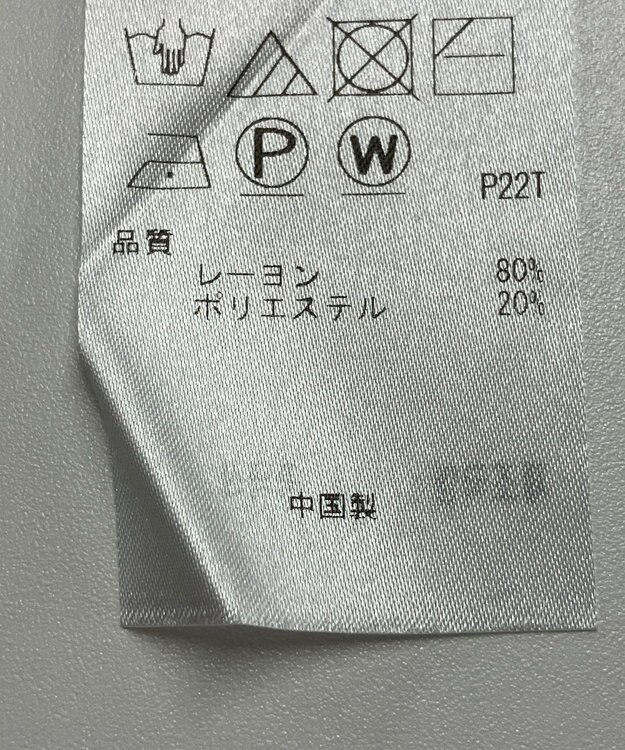 P W
P22T
品質
レーヨン 80%
ポリエステル 20%
中国製